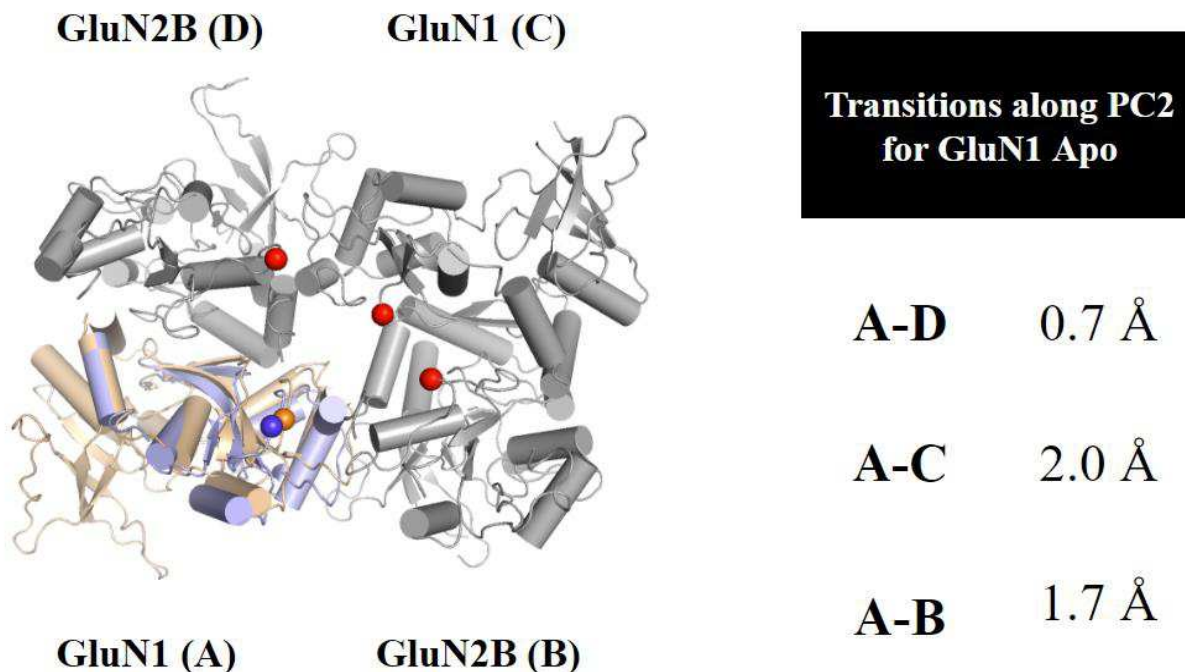 GluN2B (D) GluN1 (C)
Transitions along PC2
for GluN1 Apo
A-D 0.7 Å
A-C 2.0 Å
A-B 1.7 Å
GluN1 (A) GluN2B (B)